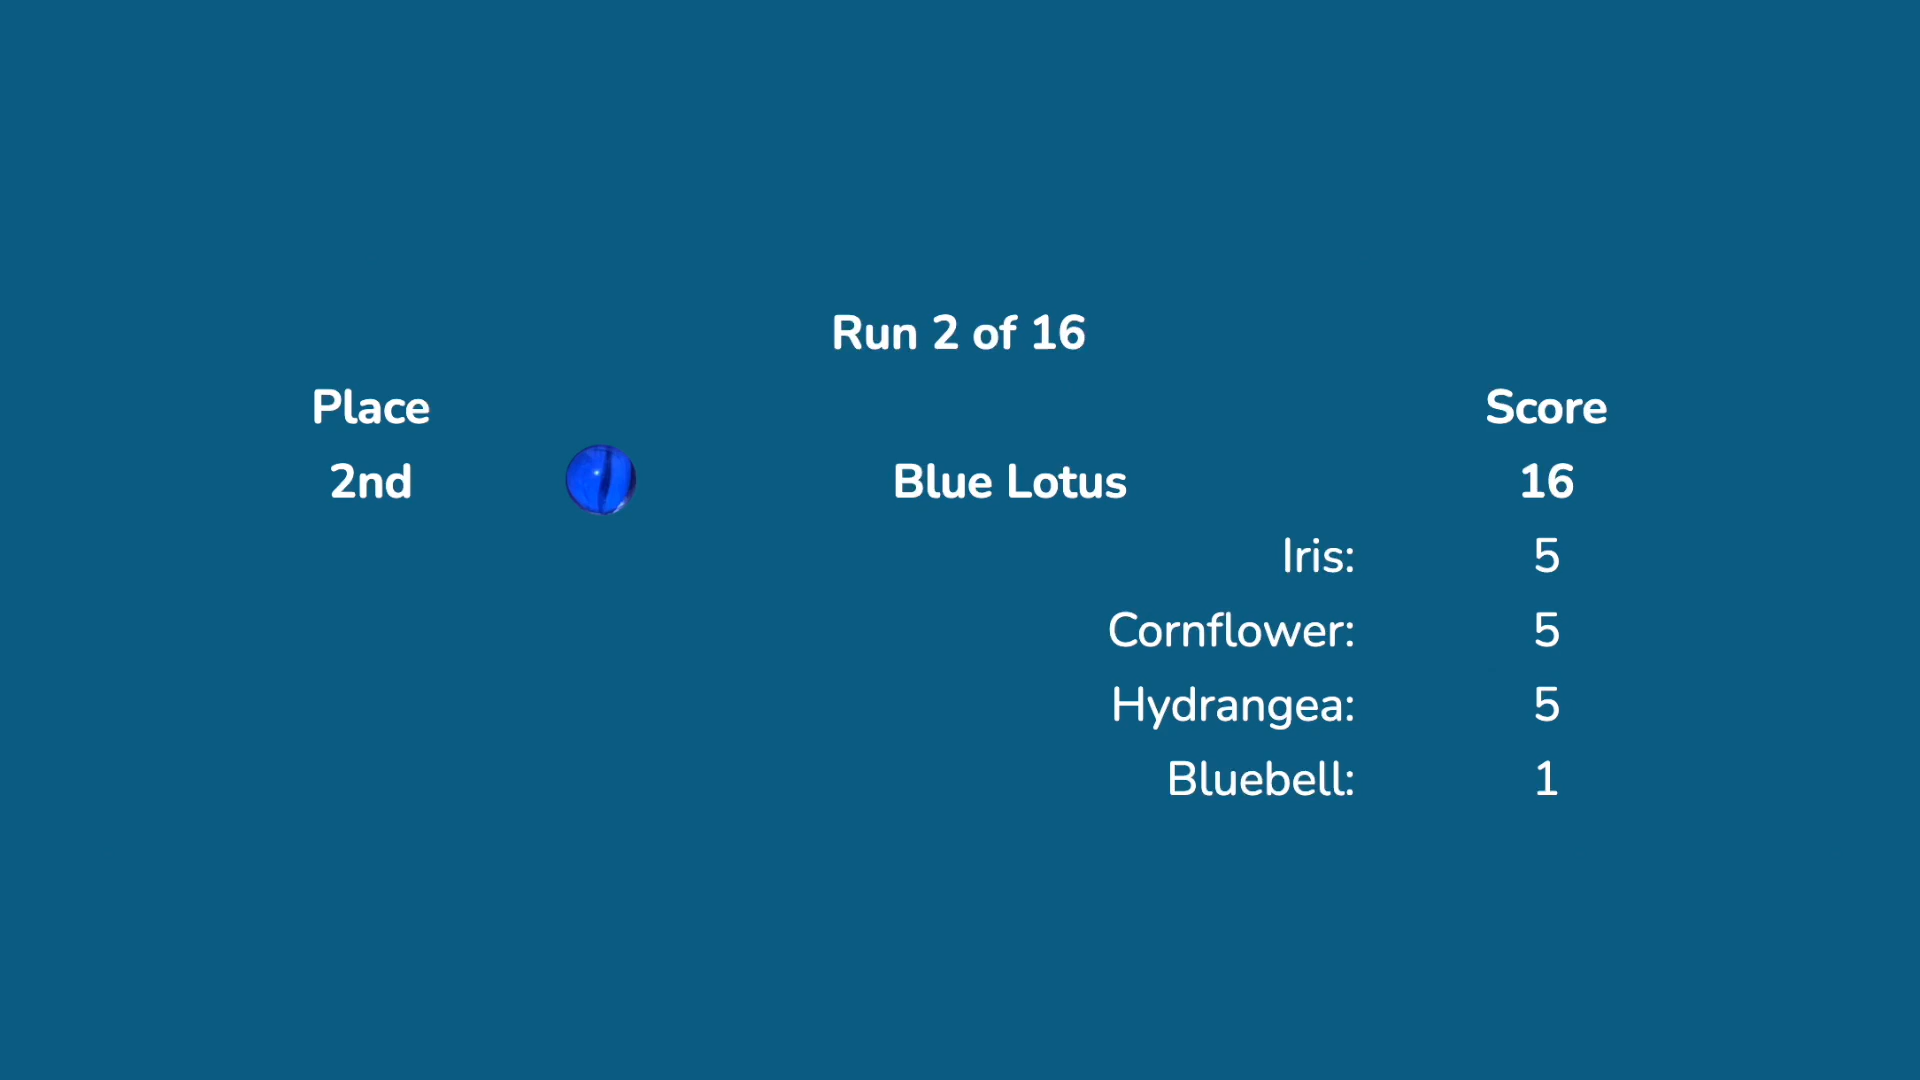 Run 2 of 16
Place Score
2nd Blue Lotus 16
Iris: 5
Cornflower: 5
Hydrangea: 5
Bluebell: 1